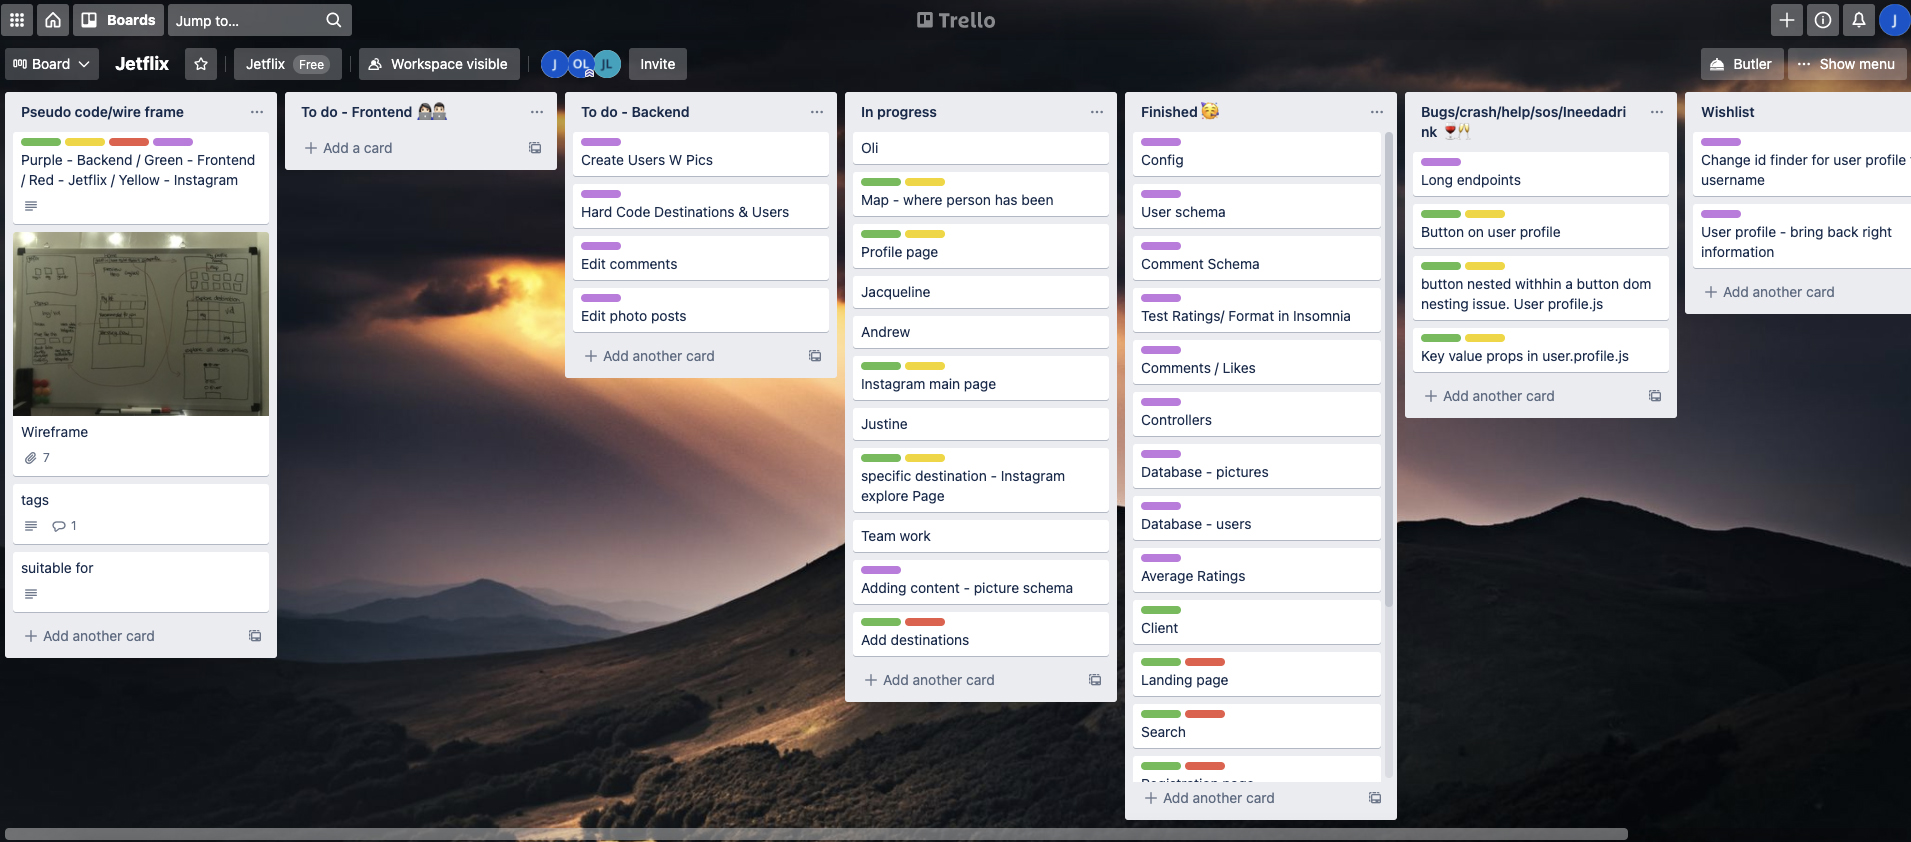 Boards
Jump to...
Trello
J
Board
Jetflix
Jetflix Free
Workspace visible
J OL JL
Invite
Butler
Show menu
Pseudo code/wire frame
Purple - Backend / Green - Frontend
/ Red - Jetflix / Yellow - Instagram
Wireframe
7
tags
1
suitable for
Add another card
To do - Frontend 👩🏻‍💻👨🏻‍💻
Add a card
To do - Backend
Create Users W Pics
Hard Code Destinations & Users
Edit comments
Edit photo posts
Add another card
In progress
Oli
Map - where person has been
Profile page
Jacqueline
Andrew
Instagram main page
Justine
specific destination - Instagram
explore Page
Team work
Adding content - picture schema
Add destinations
Add another card
Finished 🥳
Config
User schema
Comment Schema
Test Ratings/ Format in Insomnia
Comments / Likes
Controllers
Database - pictures
Database - users
Average Ratings
Client
Landing page
Search
Registration page
Add another card
Bugs/crash/help/sos/Ineedadri
nk 🍷🥂
Long endpoints
Button on user profile
button nested withhin a button dom
nesting issue. User profile.js
Key value props in user.profile.js
Add another card
Wishlist
Change id finder for user profile
username
User profile - bring back right
information
Add another card